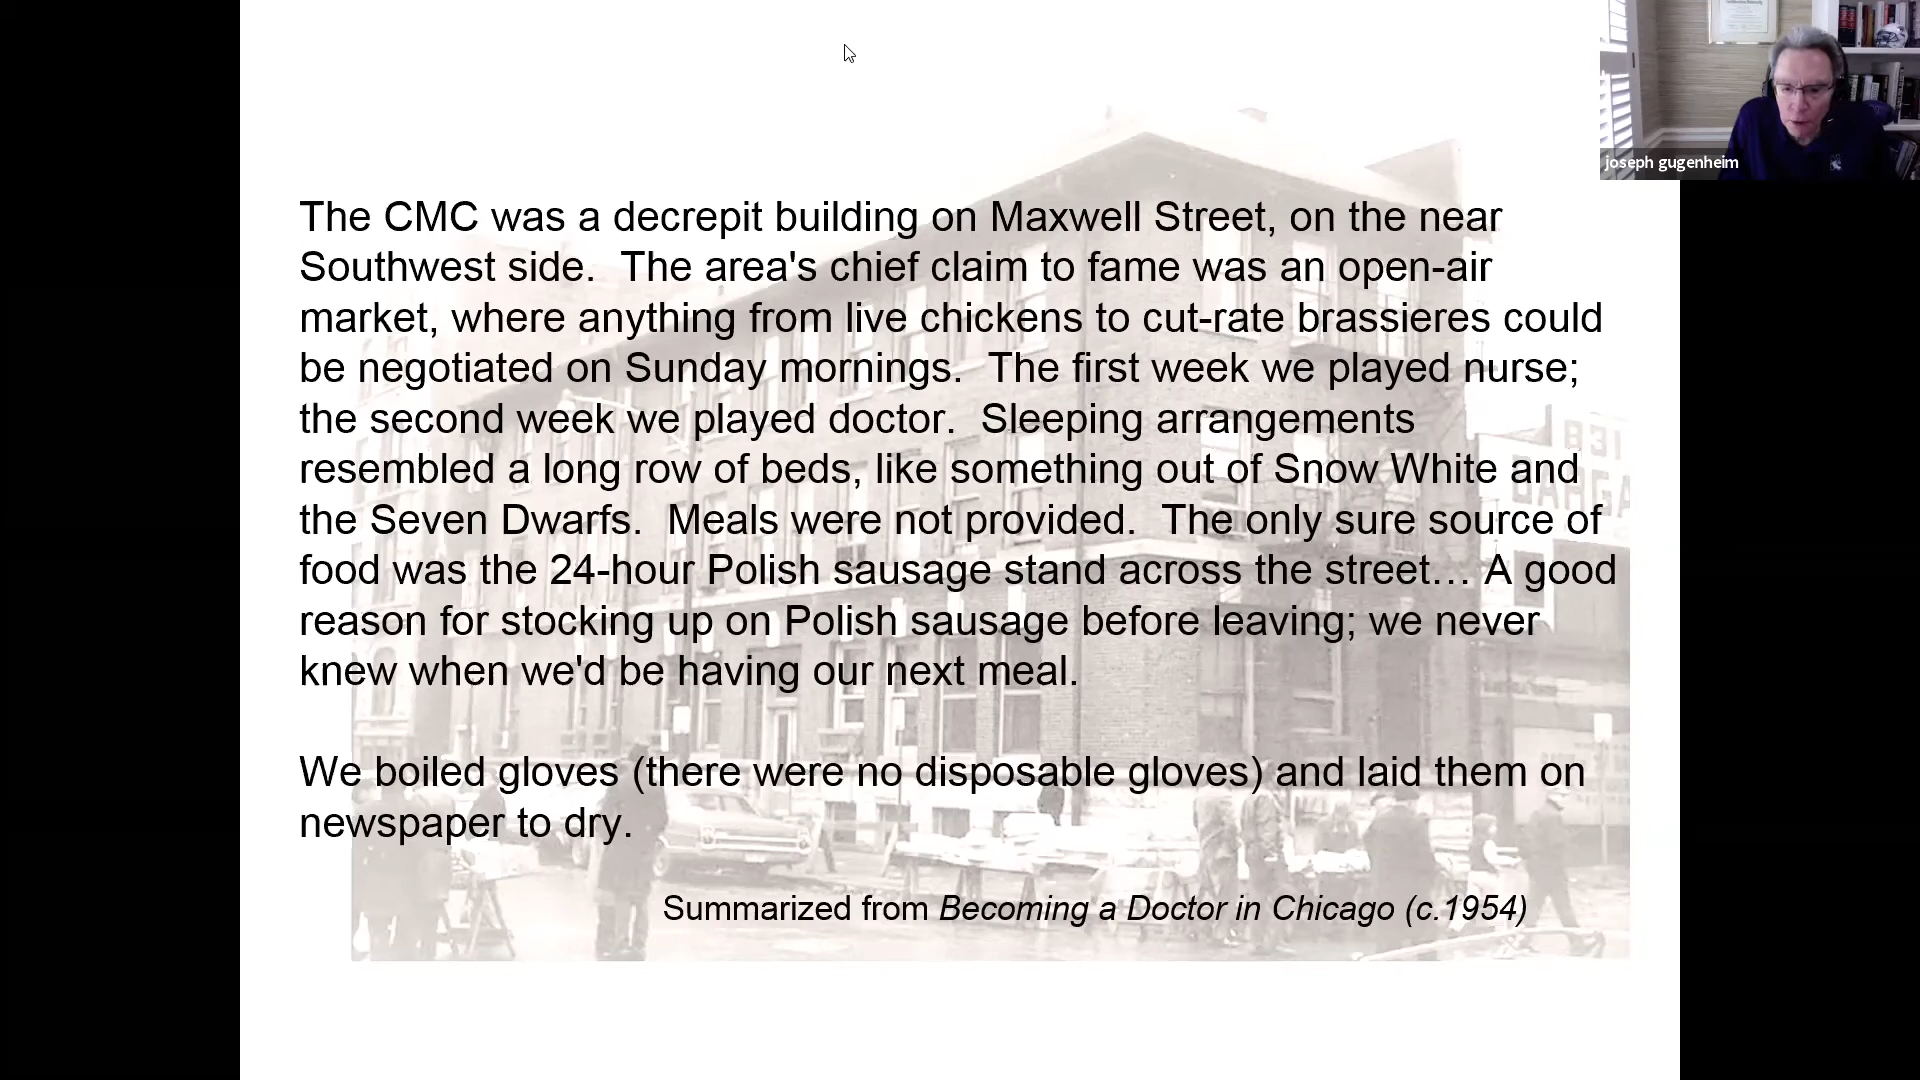 joseph gugenheim
The CMC was a decrepit building on Maxwell Street, on the near
Southwest side.  The area's chief claim to fame was an open-air
market, where anything from live chickens to cut-rate brassieres could
be negotiated on Sunday mornings.  The first week we played nurse;
the second week we played doctor.  Sleeping arrangements
resembled a long row of beds, like something out of Snow White and
the Seven Dwarfs.  Meals were not provided.  The only sure source of
food was the 24-hour Polish sausage stand across the street… A good
reason for stocking up on Polish sausage before leaving; we never
knew when we'd be having our next meal.
We boiled gloves (there were no disposable gloves) and laid them on
newspaper to dry.
Summarized from Becoming a Doctor in Chicago (c.1954)